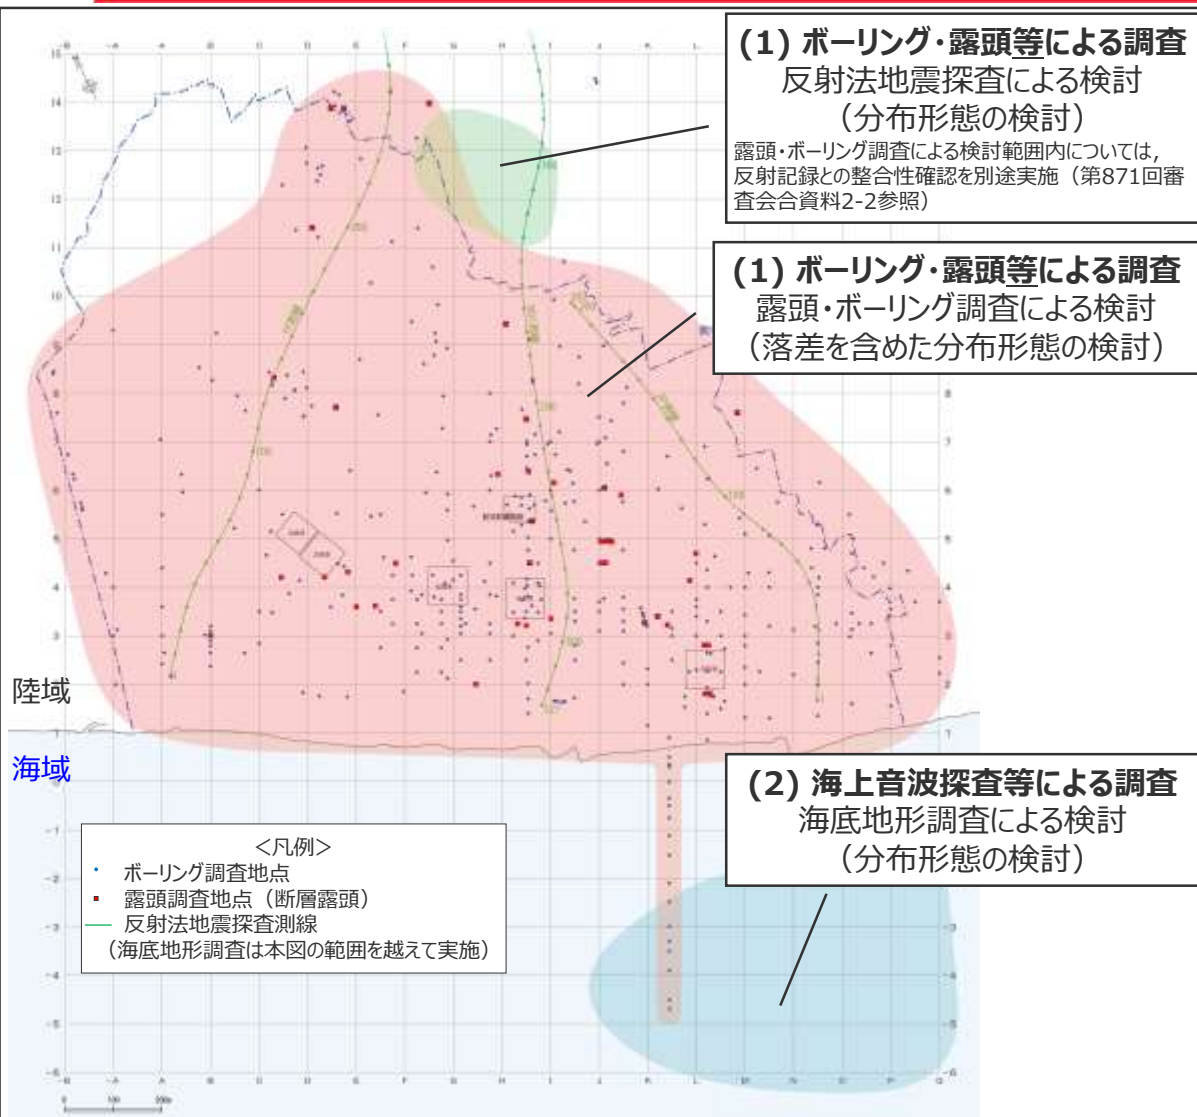 (1) ボーリング・露頭等による調査
反射法地震探査による検討
（分布形態の検討）
露頭・ボーリング調査による検討範囲内については，
反射記録との整合性確認を別途実施（第871回審
査会合資料2-2参照）
(1) ボーリング・露頭等による調査
露頭・ボーリング調査による検討
（落差を含めた分布形態の検討）
陸域
海域
(2) 海上音波探査等による調査
海底地形調査による検討
（分布形態の検討）
＜凡例＞
ボーリング調査地点
露頭調査地点（断層露頭）
反射法地震探査測線
（海底地形調査は本図の範囲を越えて実施）